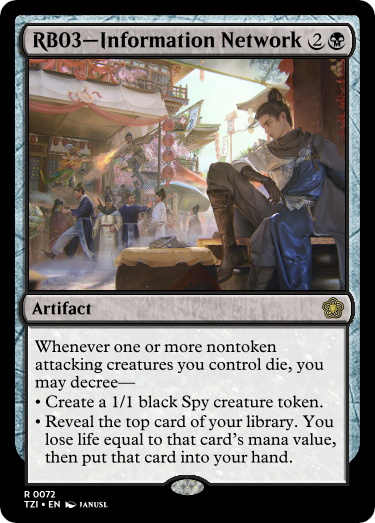 RB03—Information Network 2
Artifact
Whenever one or more nontoken
attacking creatures you control die, you
may decree—
• Create a 1/1 black Spy creature token.
• Reveal the top card of your library. You
lose life equal to that card's mana value,
then put that card into your hand.
R 0072
TZI • EN JANUSL